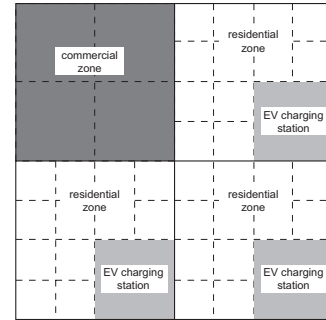 commercial
zone
residential
zone
EV charging
station
residential
zone
residential
zone
EV charging
station
EV charging
station